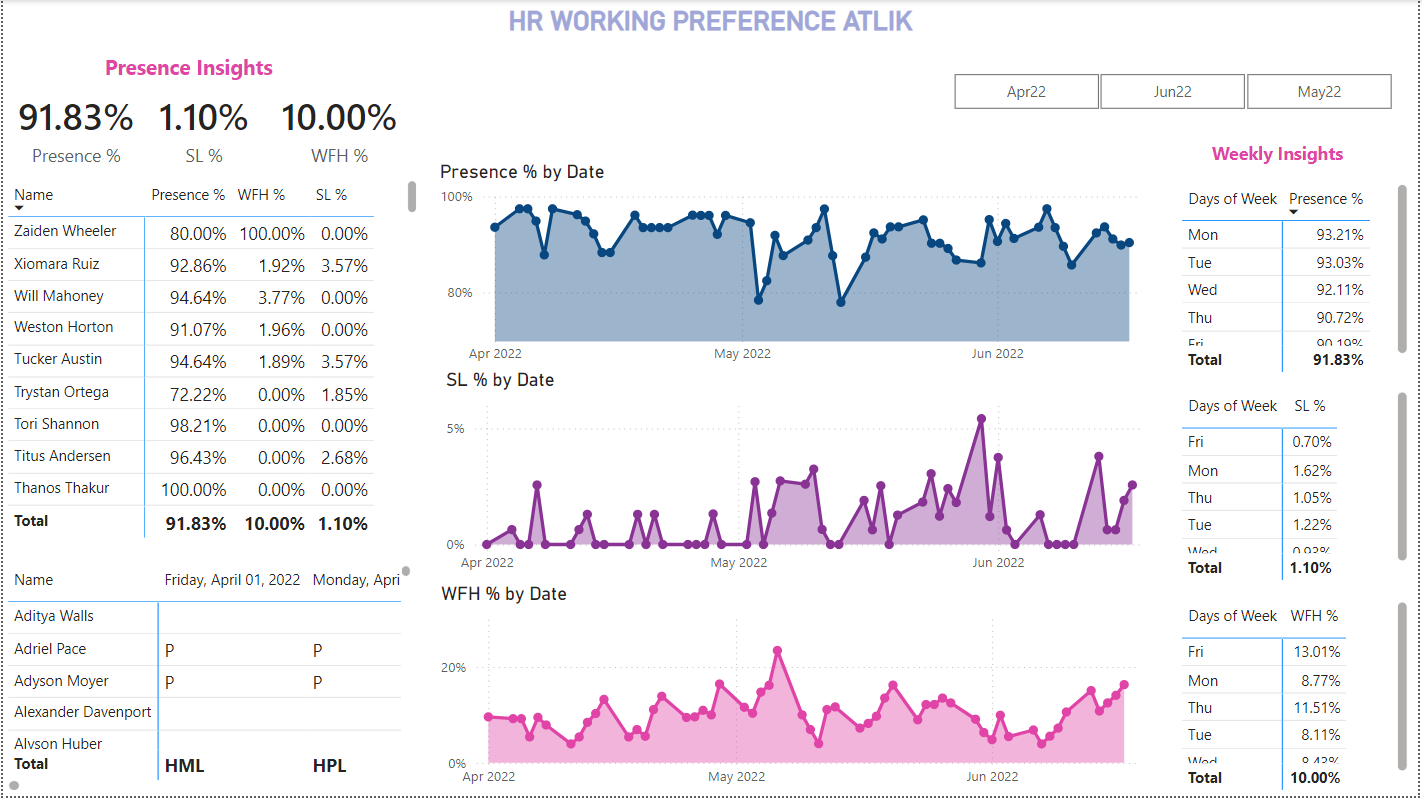 HR WORKING PREFERENCE ATLIK
Presence Insights
91.83% 1.10% 10.00%
Presence % SL % WFH %
Name Presence % WFH % SL %
Zaiden Wheeler 80.00% 100.00% 0.00%
Xiomara Ruiz 92.86% 1.92% 3.57%
Will Mahoney 94.64% 3.77% 0.00%
Weston Horton 91.07% 1.96% 0.00%
Tucker Austin 94.64% 1.89% 3.57%
Trystan Ortega 72.22% 0.00% 1.85%
Tori Shannon 98.21% 0.00% 0.00%
Titus Andersen 96.43% 0.00% 2.68%
Thanos Thakur 100.00% 0.00% 0.00%
Total 91.83% 10.00% 1.10%
Name Friday, April 01, 2022 Monday, Apri
Aditya Walls
Adriel Pace P P
Adyson Moyer P P
Alexander Davenport
Alyson Huber
Total HML HPL
Apr22 Jun22 May22
Presence % by Date
100%
80%
Apr 2022 May 2022 Jun 2022
SL % by Date
5%
0%
Apr 2022 May 2022 Jun 2022
WFH % by Date
20%
0%
Apr 2022 May 2022 Jun 2022
Weekly Insights
Days of Week Presence %
Mon 93.21%
Tue 93.03%
Wed 92.11%
Thu 90.72%
Fri 90.19%
Total 91.83%
Days of Week SL %
Fri 0.70%
Mon 1.62%
Thu 1.05%
Tue 1.22%
Wed 0.93%
Total 1.10%
Days of Week WFH %
Fri 13.01%
Mon 8.77%
Thu 11.51%
Tue 8.11%
Wed 8.43%
Total 10.00%